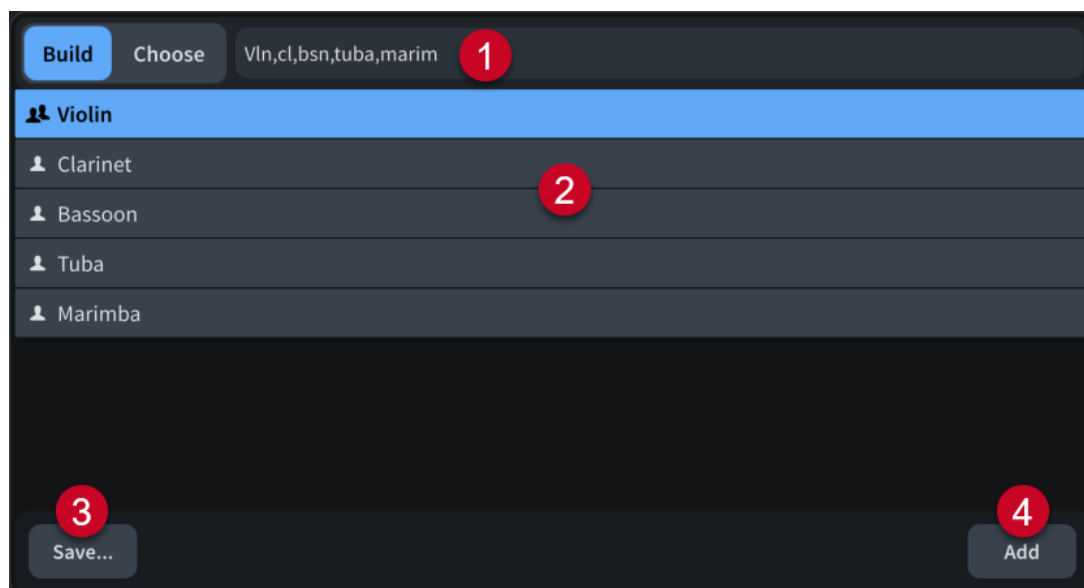 Build Choose Vln,cl,bsn,tuba,marim 1
Violin
Clarinet
2
Bassoon
Tuba
Marimba
3 4
Save... Add